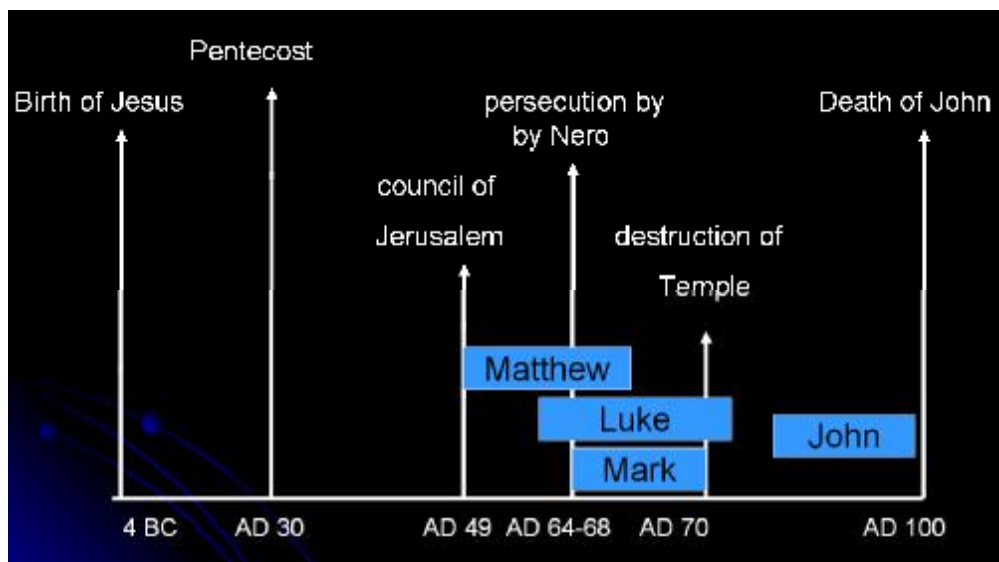 Pentecost
Birth of Jesus
persecution by
by Nero
Death of John
council of
Jerusalem
destruction of
Temple
Matthew
Luke
John
Mark
4 BC
AD 30
AD 49
AD 64-68
AD 70
AD 100